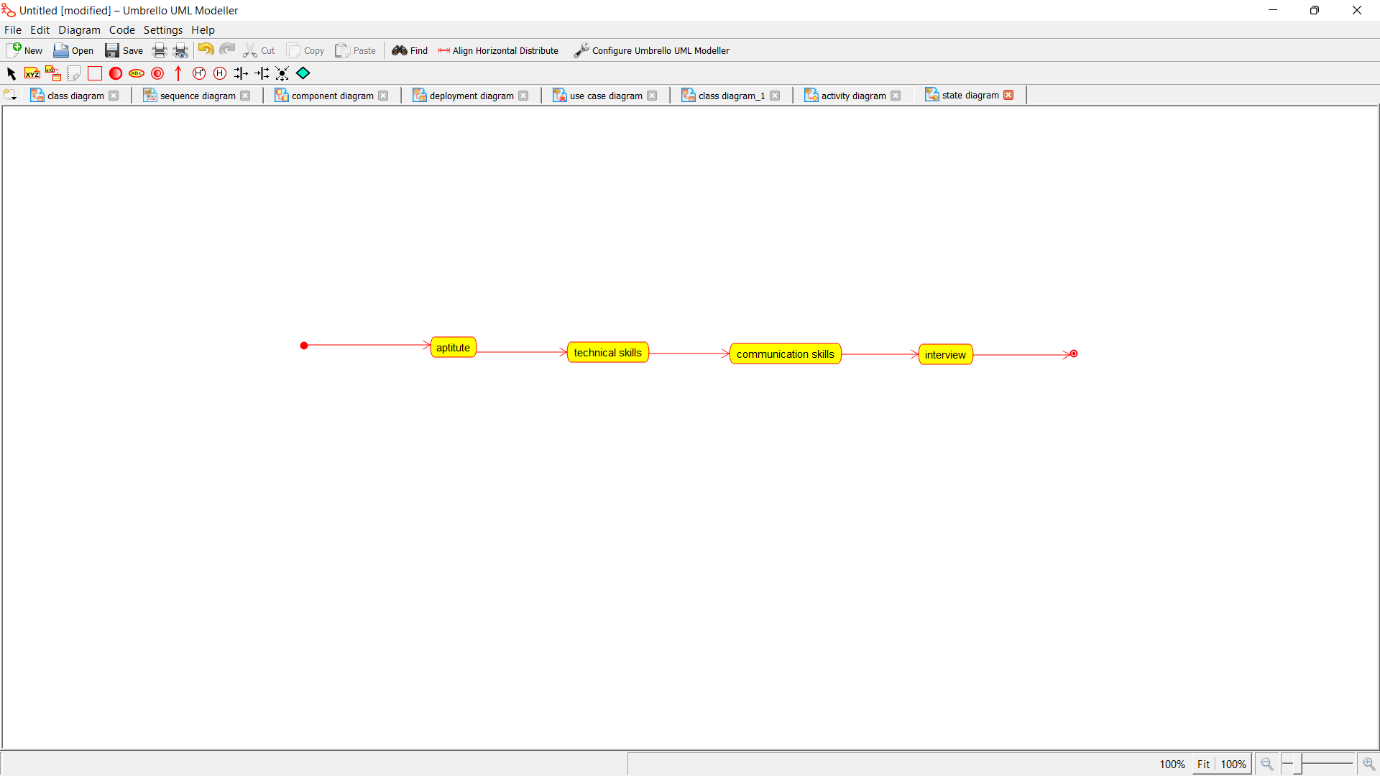 Untitled [modified] – Umbrello UML Modeller
File Edit Diagram Code Settings Help
New Open Save Cut Copy Paste Find Align Horizontal Distribute Configure Umbrello UML Modeller
XYZ ABC H* H
class diagram sequence diagram component diagram deployment diagram use case diagram class diagram_1 activity diagram state diagram
aptitute technical skills communication skills interview
100% Fit 100%